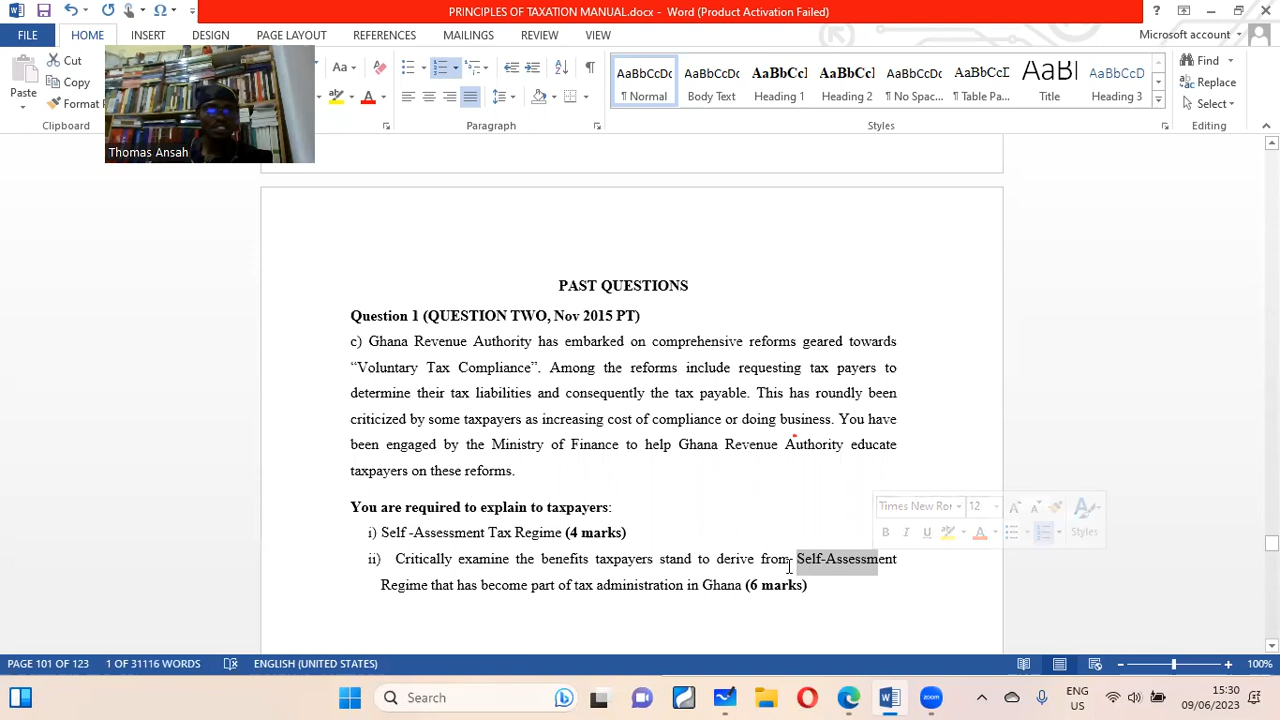 PRINCIPLES OF TAXATION MANUAL.docx - Word (Product Activation Failed)
FILE HOME INSERT DESIGN PAGE LAYOUT REFERENCES MAILINGS REVIEW VIEW Microsoft account
Cut
Copy
Format
Paste
Clipboard
Aa
Paragraph
AaBbCcDc AaBbCcDc AaBbCcI AaBbCcI AaBbCcDc AaBbCcD AaBl AaBbCcD
¶ Normal Body Text Heading 1 Heading 2 ¶ No Spac... ¶ Table Pa... Title Heading 3
Styles
Find
Replace
Select
Editing
Thomas Ansah
PAST QUESTIONS
Question 1 (QUESTION TWO, Nov 2015 PT)
c) Ghana Revenue Authority has embarked on comprehensive reforms geared towards
“Voluntary Tax Compliance”. Among the reforms include requesting tax payers to
determine their tax liabilities and consequently the tax payable. This has roundly been
criticized by some taxpayers as increasing cost of compliance or doing business. You have
been engaged by the Ministry of Finance to help Ghana Revenue Authority educate
taxpayers on these reforms.
You are required to explain to taxpayers:
i) Self -Assessment Tax Regime (4 marks)
ii) Critically examine the benefits taxpayers stand to derive from Self-Assessment
Regime that has become part of tax administration in Ghana (6 marks)
Times New Ror 12
B I U A Styles
PAGE 101 OF 123 1 OF 31116 WORDS ENGLISH (UNITED STATES) 100%
Search
ENG
US
15:30
09/06/2023